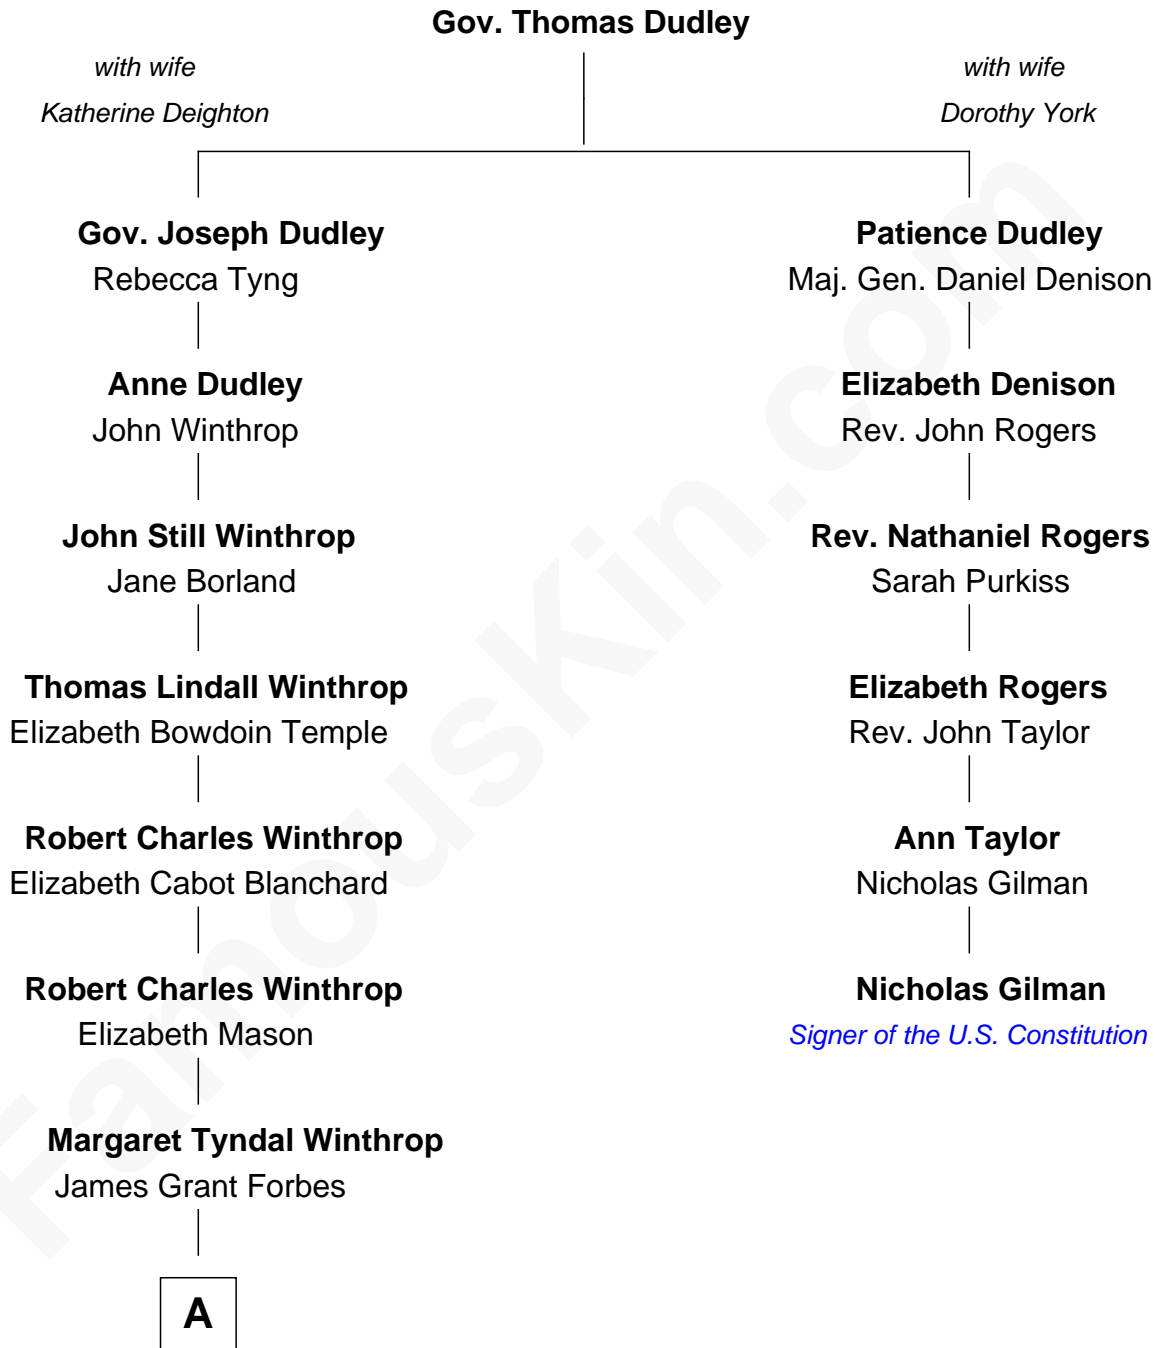 Gov. Thomas Dudley
with wife
Katherine Deighton
with wife
Dorothy York
Gov. Joseph Dudley
Rebecca Tyng
Anne Dudley
John Winthrop
John Still Winthrop
Jane Borland
Thomas Lindall Winthrop
Elizabeth Bowdoin Temple
Robert Charles Winthrop
Elizabeth Cabot Blanchard
Robert Charles Winthrop
Elizabeth Mason
Margaret Tyndal Winthrop
James Grant Forbes
A
Patience Dudley
Maj. Gen. Daniel Denison
Elizabeth Denison
Rev. John Rogers
Rev. Nathaniel Rogers
Sarah Purkiss
Elizabeth Rogers
Rev. John Taylor
Ann Taylor
Nicholas Gilman
Nicholas Gilman
Signer of the U.S. Constitution
FamousKin.com